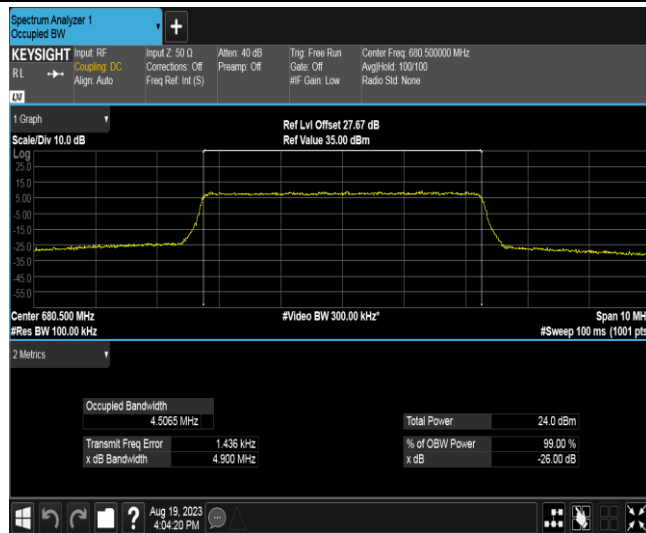 Spectrum Analyzer 1
Occupied BW
+
KEYSIGHT Input: RF Input Z: 50 Ω Atten: 40 dB Trig: Free Run Center Freq: 680.500000 MHz
RL Coupling: DC Corrections: Off Preamp: Off Gate: Off Avg|Hold: 100/100
Align: Auto Freq Ref: Int (S) #IF Gain: Low Radio Std: None
1 Graph
Ref Lvl Offset 27.67 dB
Scale/Div 10.0 dB Ref Value 35.00 dBm
Log
25.0
15.0
5.00
-5.00
-15.0
-25.0
-35.0
-45.0
-55.0
Center 680.500 MHz #Video BW 300.00 kHz* Span 10 MH
#Res BW 100.00 kHz #Sweep 100 ms (1001 pts
2 Metrics
Occupied Bandwidth
4.5065 MHz Total Power 24.0 dBm
Transmit Freq Error 1.436 kHz % of OBW Power 99.00 %
x dB Bandwidth 4.900 MHz x dB -26.00 dB
? Aug 19, 2023
4:04:20 PM